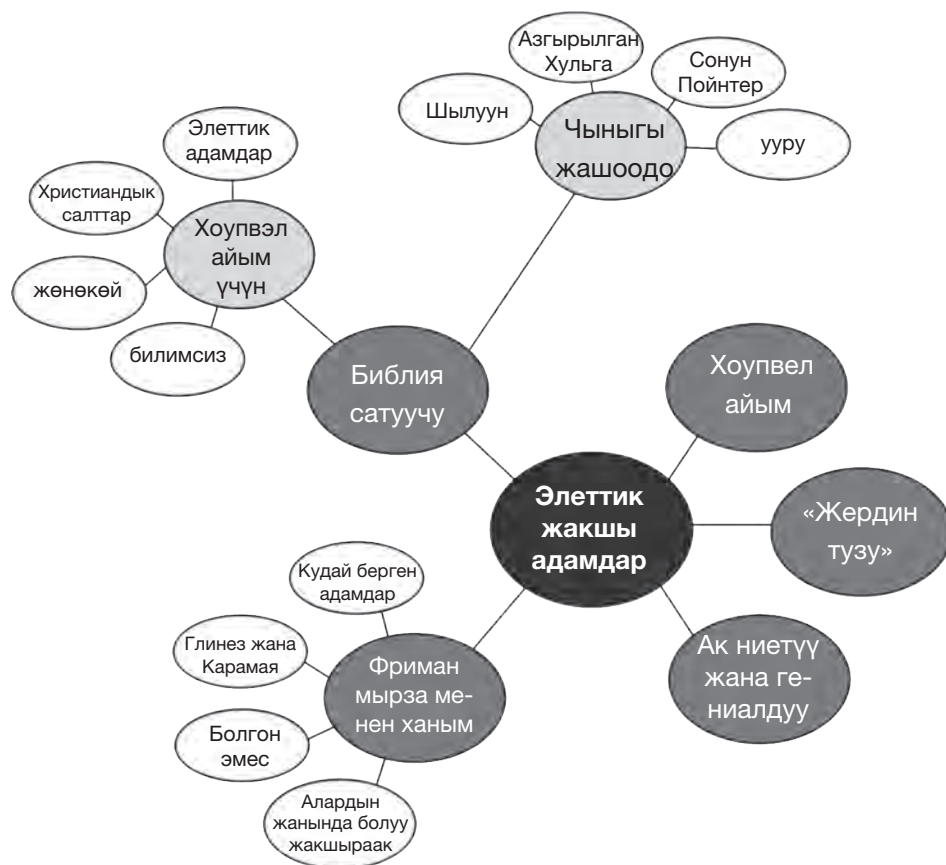 Азгырылган
Хульга
Сонун
Пойнтер
Шылуун
Чыныгы
жашоодо
ууру
Элеттик
адамдар
Христиандык
салттар
Хоупвэл
айым
үчүн
жөнөкөй
билимсиз
Библия
сатуучу
Хоупвел
айым
Элеттик
жакшы
адамдар
«Жердин
тузу»
Кудай берген
адамдар
Глинез жана
Карамая
Фриман
мырза ме-
нен ханым
Ак ниетүү
жана ге-
ниалдуу
Болгон
эмес
Алардын
жанында болуу
жакшыраак